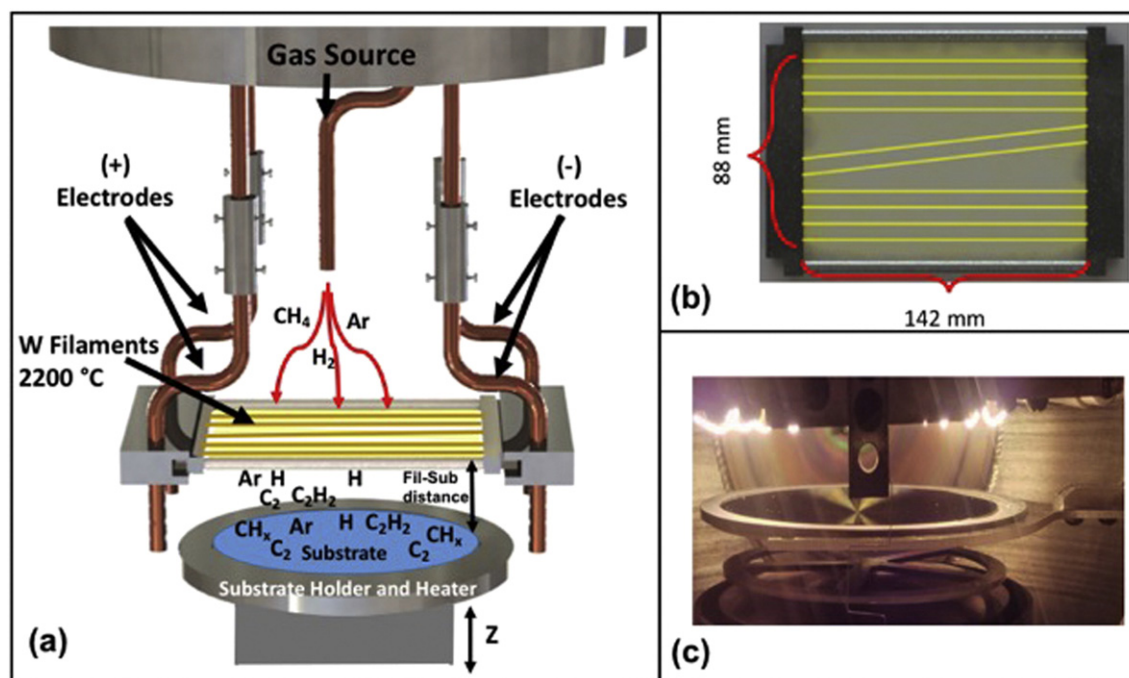 Gas Source
(+)
Electrodes
(-)
Electrodes
CH4
Ar
H2
W Filaments
2200 °C
Ar H H
C2 C2H2
Fil-Sub
distance
CHx Ar H C2H2 CHx
C2 Substrate C2
Substrate Holder and Heater
Z
(a)
88 mm
142 mm
(b)
(c)